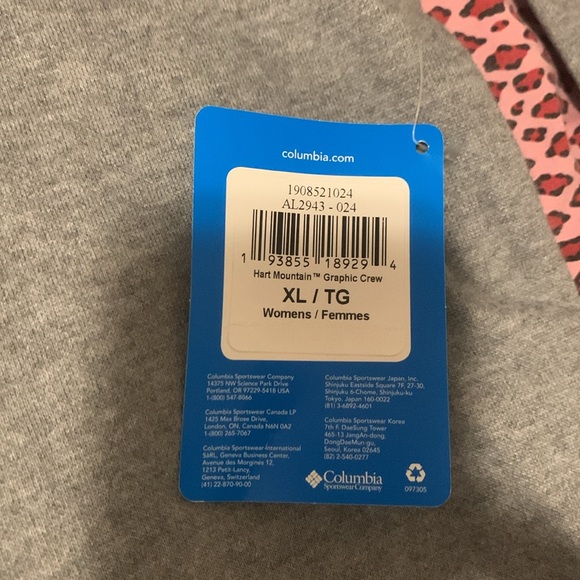 columbia.com
1908521024
AL2943 - 024
1 93855 18929 4
Hart Mountain™ Graphic Crew
XL / TG
Womens / Femmes
Columbia Sportswear Company
14375 NW Science Park Drive
Portland, OR 97229-5418 USA
1-(800) 547-8066
Columbia Sportswear Canada LP
1425 Max Brose Drive,
London, ON, Canada N6N 0A2
1-(800) 265-7067
Columbia Sportswear International
SáRL, Geneva Business Center,
Avenue des Morgines 12,
1213 Petit-Lancy,
Geneva, Switzerland
(41) 22-870-90-00
Columbia Sportswear Japan, Inc.
Shinjuku Eastside Square 7F, 27-30,
Shinjuku 6-Chome, Shinjuku-ku
Tokyo, Japan 160-0022
(81) 3-6892-4601
Columbia Sportswear Korea
7th F. DaeSung Tower
465-13 JangAn-dong,
DongDaeMun-gu,
Seoul, Korea 02645
(82) 2-540-0277
Columbia
Sportswear Company
097305